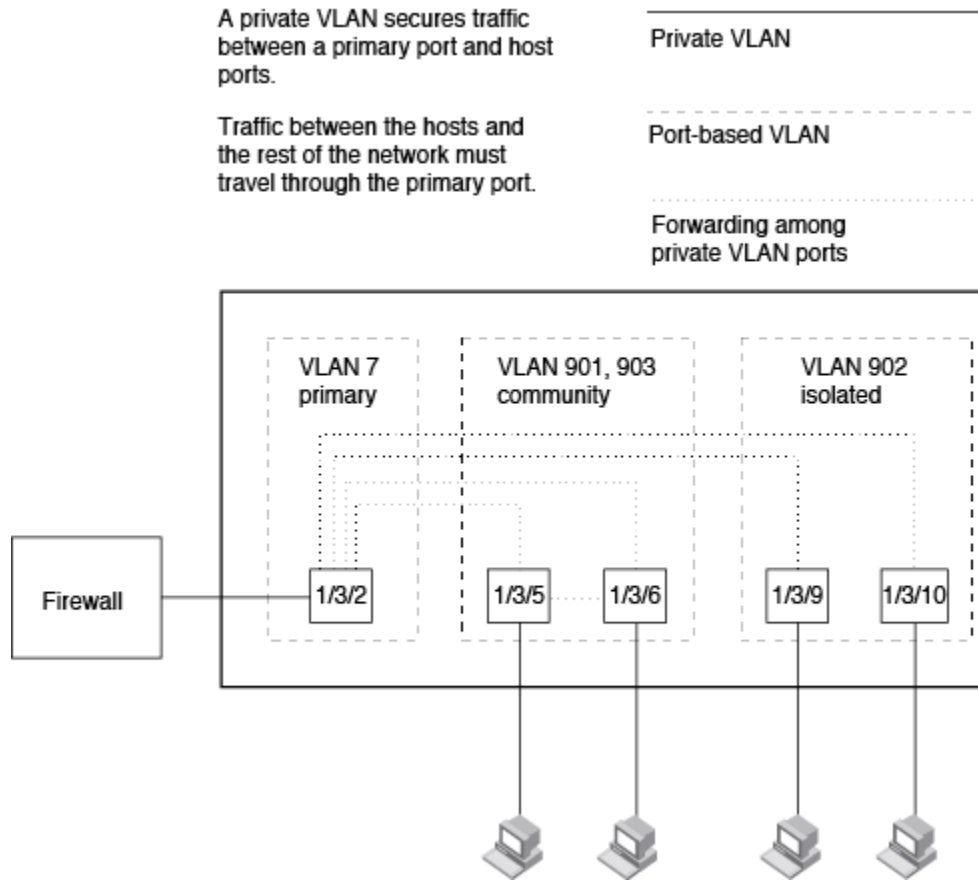 A private VLAN secures traffic
between a primary port and host
ports.
Traffic between the hosts and
the rest of the network must
travel through the primary port.
Private VLAN
Port-based VLAN
Forwarding among
private VLAN ports
VLAN 7
primary
VLAN 901, 903
community
VLAN 902
isolated
Firewall
1/3/2
1/3/5
1/3/6
1/3/9
1/3/10